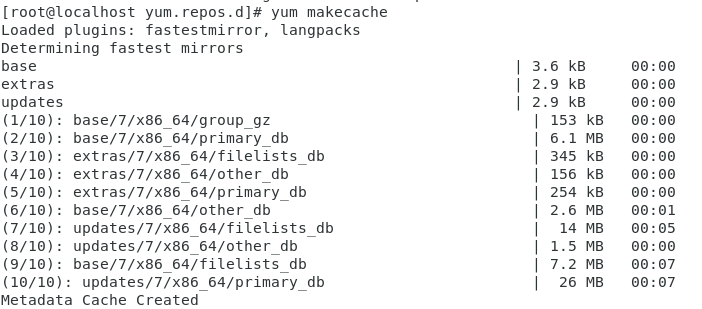 [root@localhost yum.repos.d]# yum makecache
Loaded plugins: fastestmirror, langpacks
Determining fastest mirrors
base | 3.6 kB 00:00
extras | 2.9 kB 00:00
updates | 2.9 kB 00:00
(1/10): base/7/x86_64/group_gz | 153 kB 00:00
(2/10): base/7/x86_64/primary_db | 6.1 MB 00:00
(3/10): extras/7/x86_64/filelists_db | 345 kB 00:00
(4/10): extras/7/x86_64/other_db | 156 kB 00:00
(5/10): extras/7/x86_64/primary_db | 254 kB 00:00
(6/10): base/7/x86_64/other_db | 2.6 MB 00:01
(7/10): updates/7/x86_64/filelists_db | 14 MB 00:05
(8/10): updates/7/x86_64/other_db | 1.5 MB 00:00
(9/10): base/7/x86_64/filelists_db | 7.2 MB 00:07
(10/10): updates/7/x86_64/primary_db | 26 MB 00:07
Metadata Cache Created